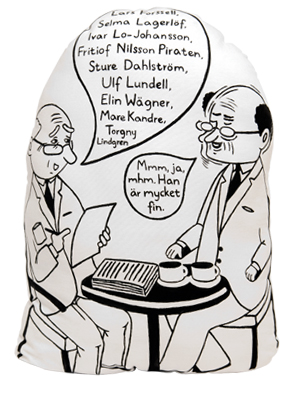 Lars Forssell,
Selma Lagerlöf,
Ivar Lo-Johansson,
Fritiof Nilsson Piraten,
Sture Dahlström,
Ulf Lundell,
Elin Wägner,
Mare Kandre,
Torgny
Lindgren
Mmm, ja,
mhm. Han
är mycket
fin.